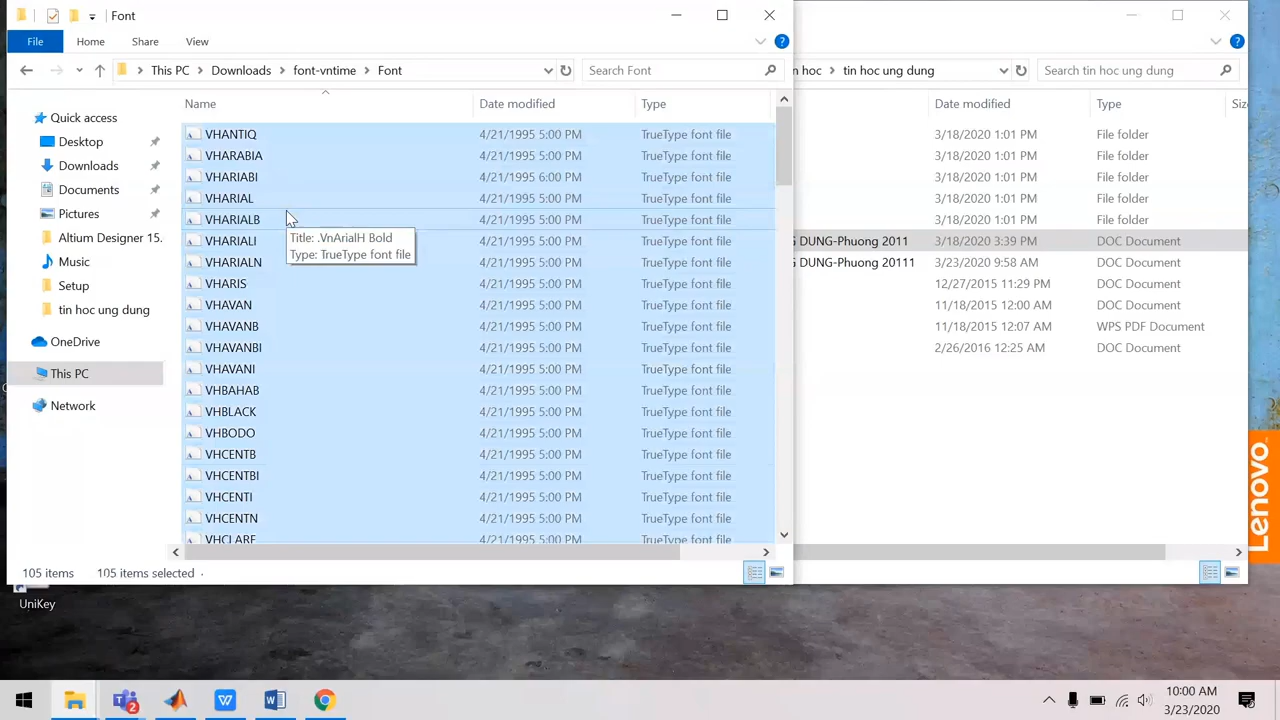 Font
File Home Share View
This PC > Downloads > font-vntime > Font
Search Font
n hoc > tin hoc ung dung
Search tin hoc ung dung
Quick access
Desktop
Downloads
Documents
Pictures
Altium Designer 15.
Music
Setup
tin hoc ung dung
OneDrive
This PC
Network
Name Date modified Type
VHANTIQ 4/21/1995 5:00 PM TrueType font file
VHARABIA 4/21/1995 5:00 PM TrueType font file
VHARIABI 4/21/1995 6:00 PM TrueType font file
VHARIAL 4/21/1995 5:00 PM TrueType font file
VHARIALB 4/21/1995 5:00 PM TrueType font file
VHARIALI 4/21/1995 5:00 PM TrueType font file
VHARIALN 4/21/1995 5:00 PM TrueType font file
VHARIS 4/21/1995 5:00 PM TrueType font file
VHAVAN 4/21/1995 5:00 PM TrueType font file
VHAVANB 4/21/1995 5:00 PM TrueType font file
VHAVANBI 4/21/1995 5:00 PM TrueType font file
VHAVANI 4/21/1995 5:00 PM TrueType font file
VHBAHAB 4/21/1995 5:00 PM TrueType font file
VHBLACK 4/21/1995 5:00 PM TrueType font file
VHBODO 4/21/1995 5:00 PM TrueType font file
VHCENTB 4/21/1995 5:00 PM TrueType font file
VHCENTBI 4/21/1995 5:00 PM TrueType font file
VHCENTI 4/21/1995 5:00 PM TrueType font file
VHCENTN 4/21/1995 5:00 PM TrueType font file
VHCLARE 4/21/1995 5:00 PM TrueType font file
Title: .VnArialH Bold
Type: TrueType font file
105 items 105 items selected
Date modified Type Siz
3/18/2020 1:01 PM File folder
3/18/2020 1:01 PM File folder
3/18/2020 1:01 PM File folder
3/18/2020 1:01 PM File folder
3/18/2020 1:01 PM File folder
G DUNG-Phuong 2011 3/18/2020 3:39 PM DOC Document
G DUNG-Phuong 20111 3/23/2020 9:58 AM DOC Document
12/27/2015 11:29 PM DOC Document
11/18/2015 12:00 AM DOC Document
11/18/2015 12:07 AM WPS PDF Document
2/26/2016 12:25 AM DOC Document
Lenovo
UniKey
2
10:00 AM
3/23/2020